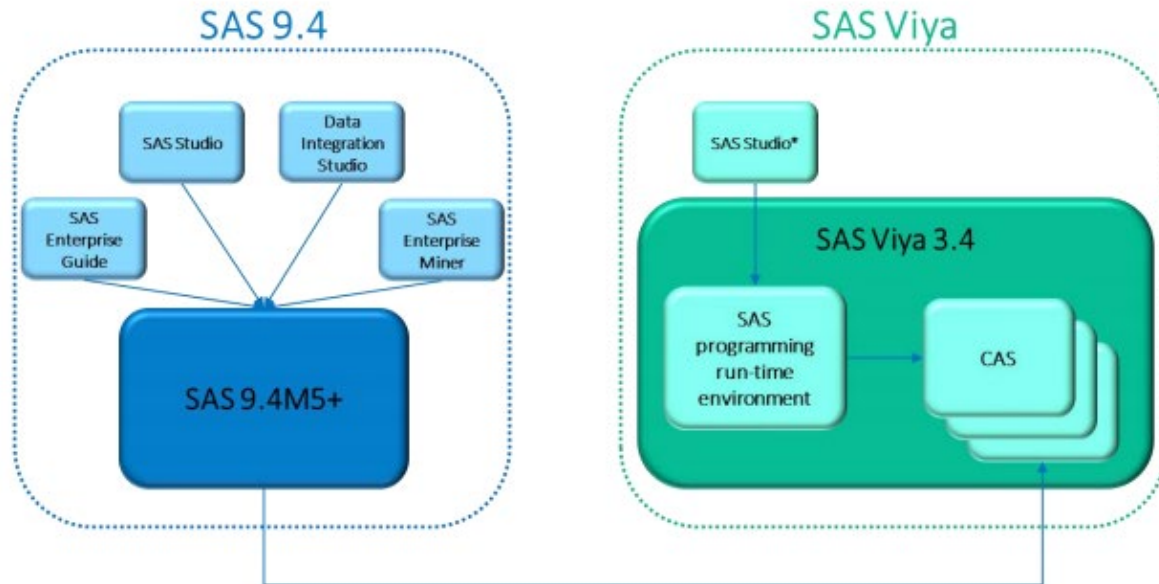 SAS 9.4
SAS Studio
Data
Integration
Studio
SAS
Enterprise
Guide
SAS
Enterprise
Miner
SAS 9.4M5+
SAS Viya
SAS Studio*
SAS Viya 3.4
SAS
programming
run-time
environment
CAS